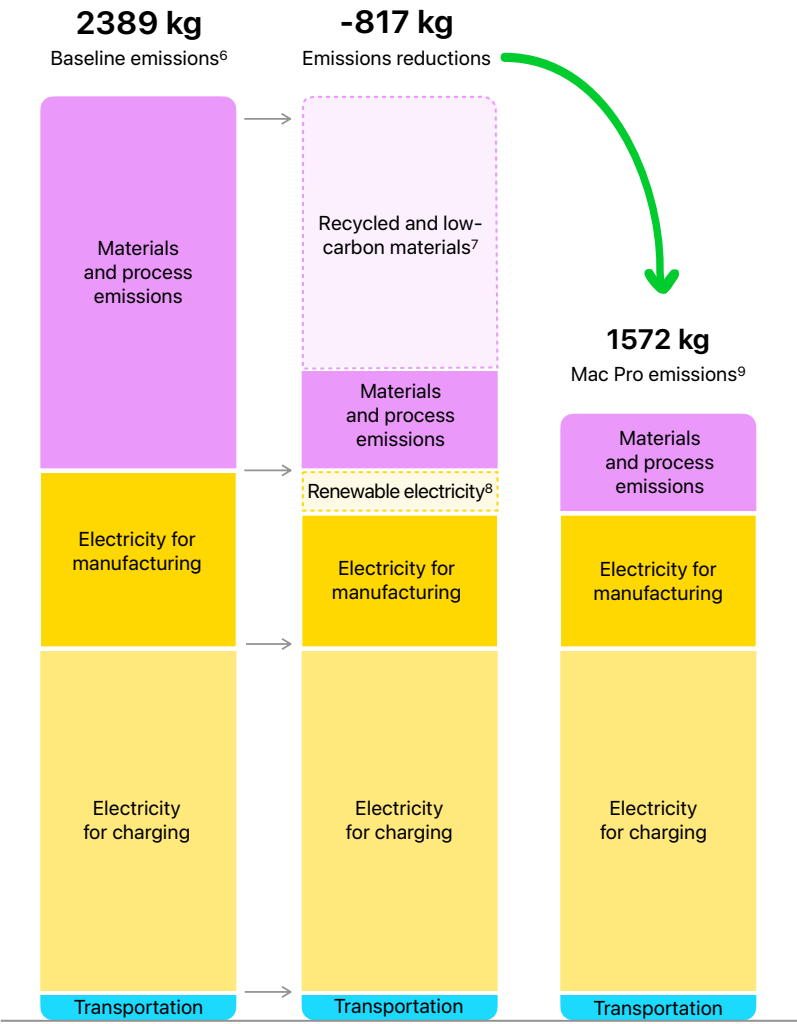 2389 kg
Baseline emissions⁶
Materials
and process
emissions
Electricity for
manufacturing
Electricity
for charging
Transportation
-817 kg
Emissions reductions
Recycled and low-
carbon materials⁷
Materials
and process
emissions
Renewable electricity⁸
Electricity for
manufacturing
Electricity
for charging
Transportation
1572 kg
Mac Pro emissions⁹
Materials
and process
emissions
Electricity for
manufacturing
Electricity
for charging
Transportation